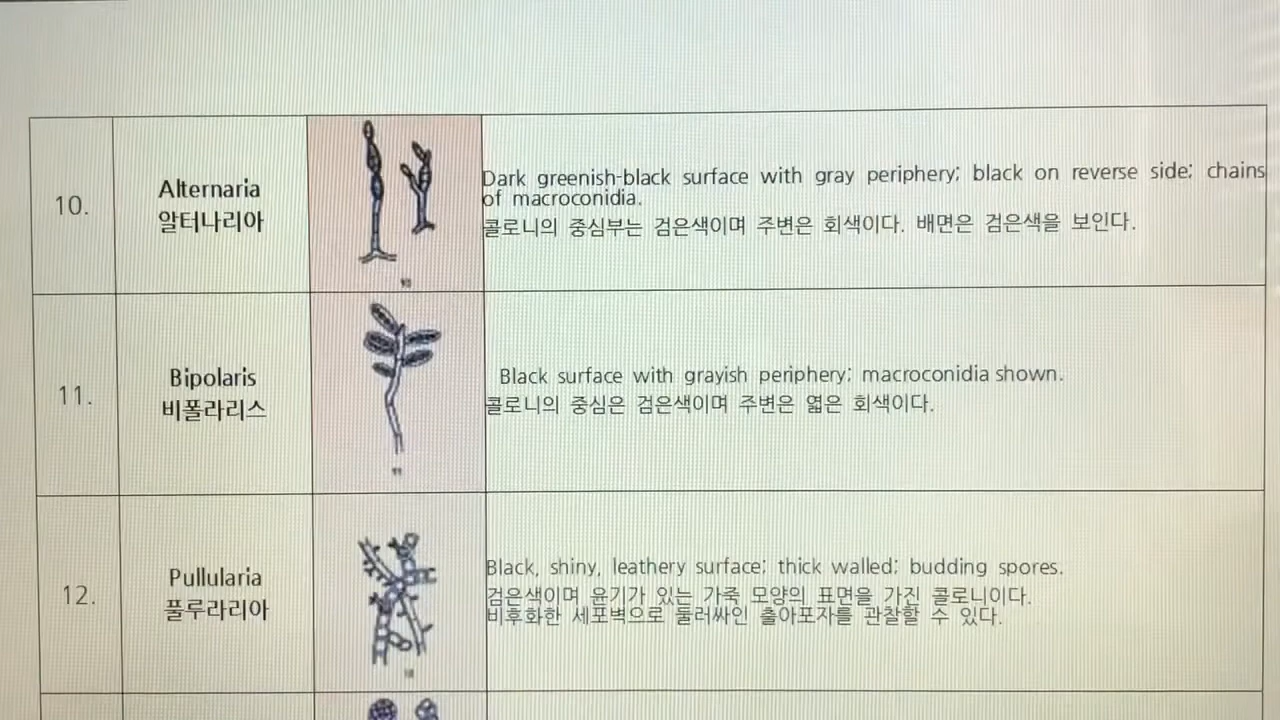 10.
Alternaria
알터나리아
Dark greenish-black surface with gray periphery; black on reverse side; chains
of macroconidia.
콜로니의 중심부는 검은색이며 주변은 회색이다. 배면은 검은색을 보인다.
11.
Bipolaris
비폴라리스
Black surface with grayish periphery; macroconidia shown.
콜로니의 중심은 검은색이며 주변은 엷은 회색이다.
12.
Pullularia
풀루라리아
Black, shiny, leathery surface; thick walled; budding spores.
검은색이며 윤기가 있는 가죽 모양의 표면을 가진 콜로니이다.
비후화한 세포벽으로 둘러싸인 출아포자를 관찰할 수 있다.